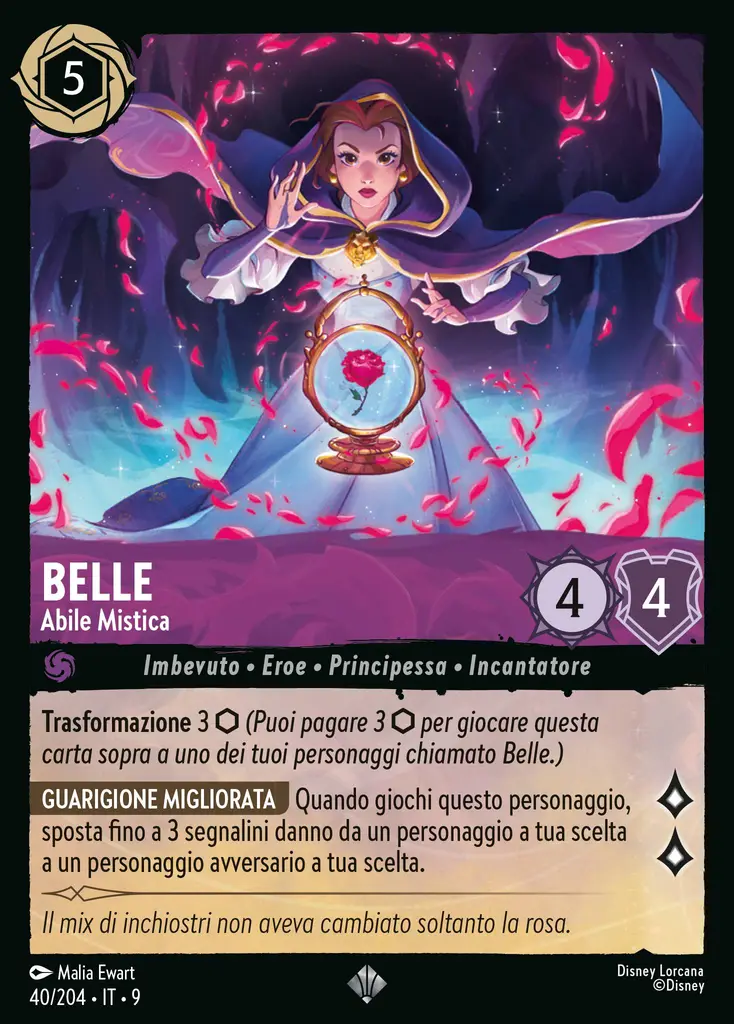 5
BELLE
Abile Mistica
4
4
Imbevuto • Eroe • Principessa • Incantatore
Trasformazione 3 ⬡ (Puoi pagare 3 ⬡ per giocare questa
carta sopra a uno dei tuoi personaggi chiamato Belle.)
GUARIGIONE MIGLIORATA Quando giochi questo personaggio,
sposta fino a 3 segnalini danno da un personaggio a tua scelta
a un personaggio avversario a tua scelta.
Il mix di inchiostri non aveva cambiato soltanto la rosa.
Malia Ewart
Disney Lorcana
40/204 • IT • 9
©Disney